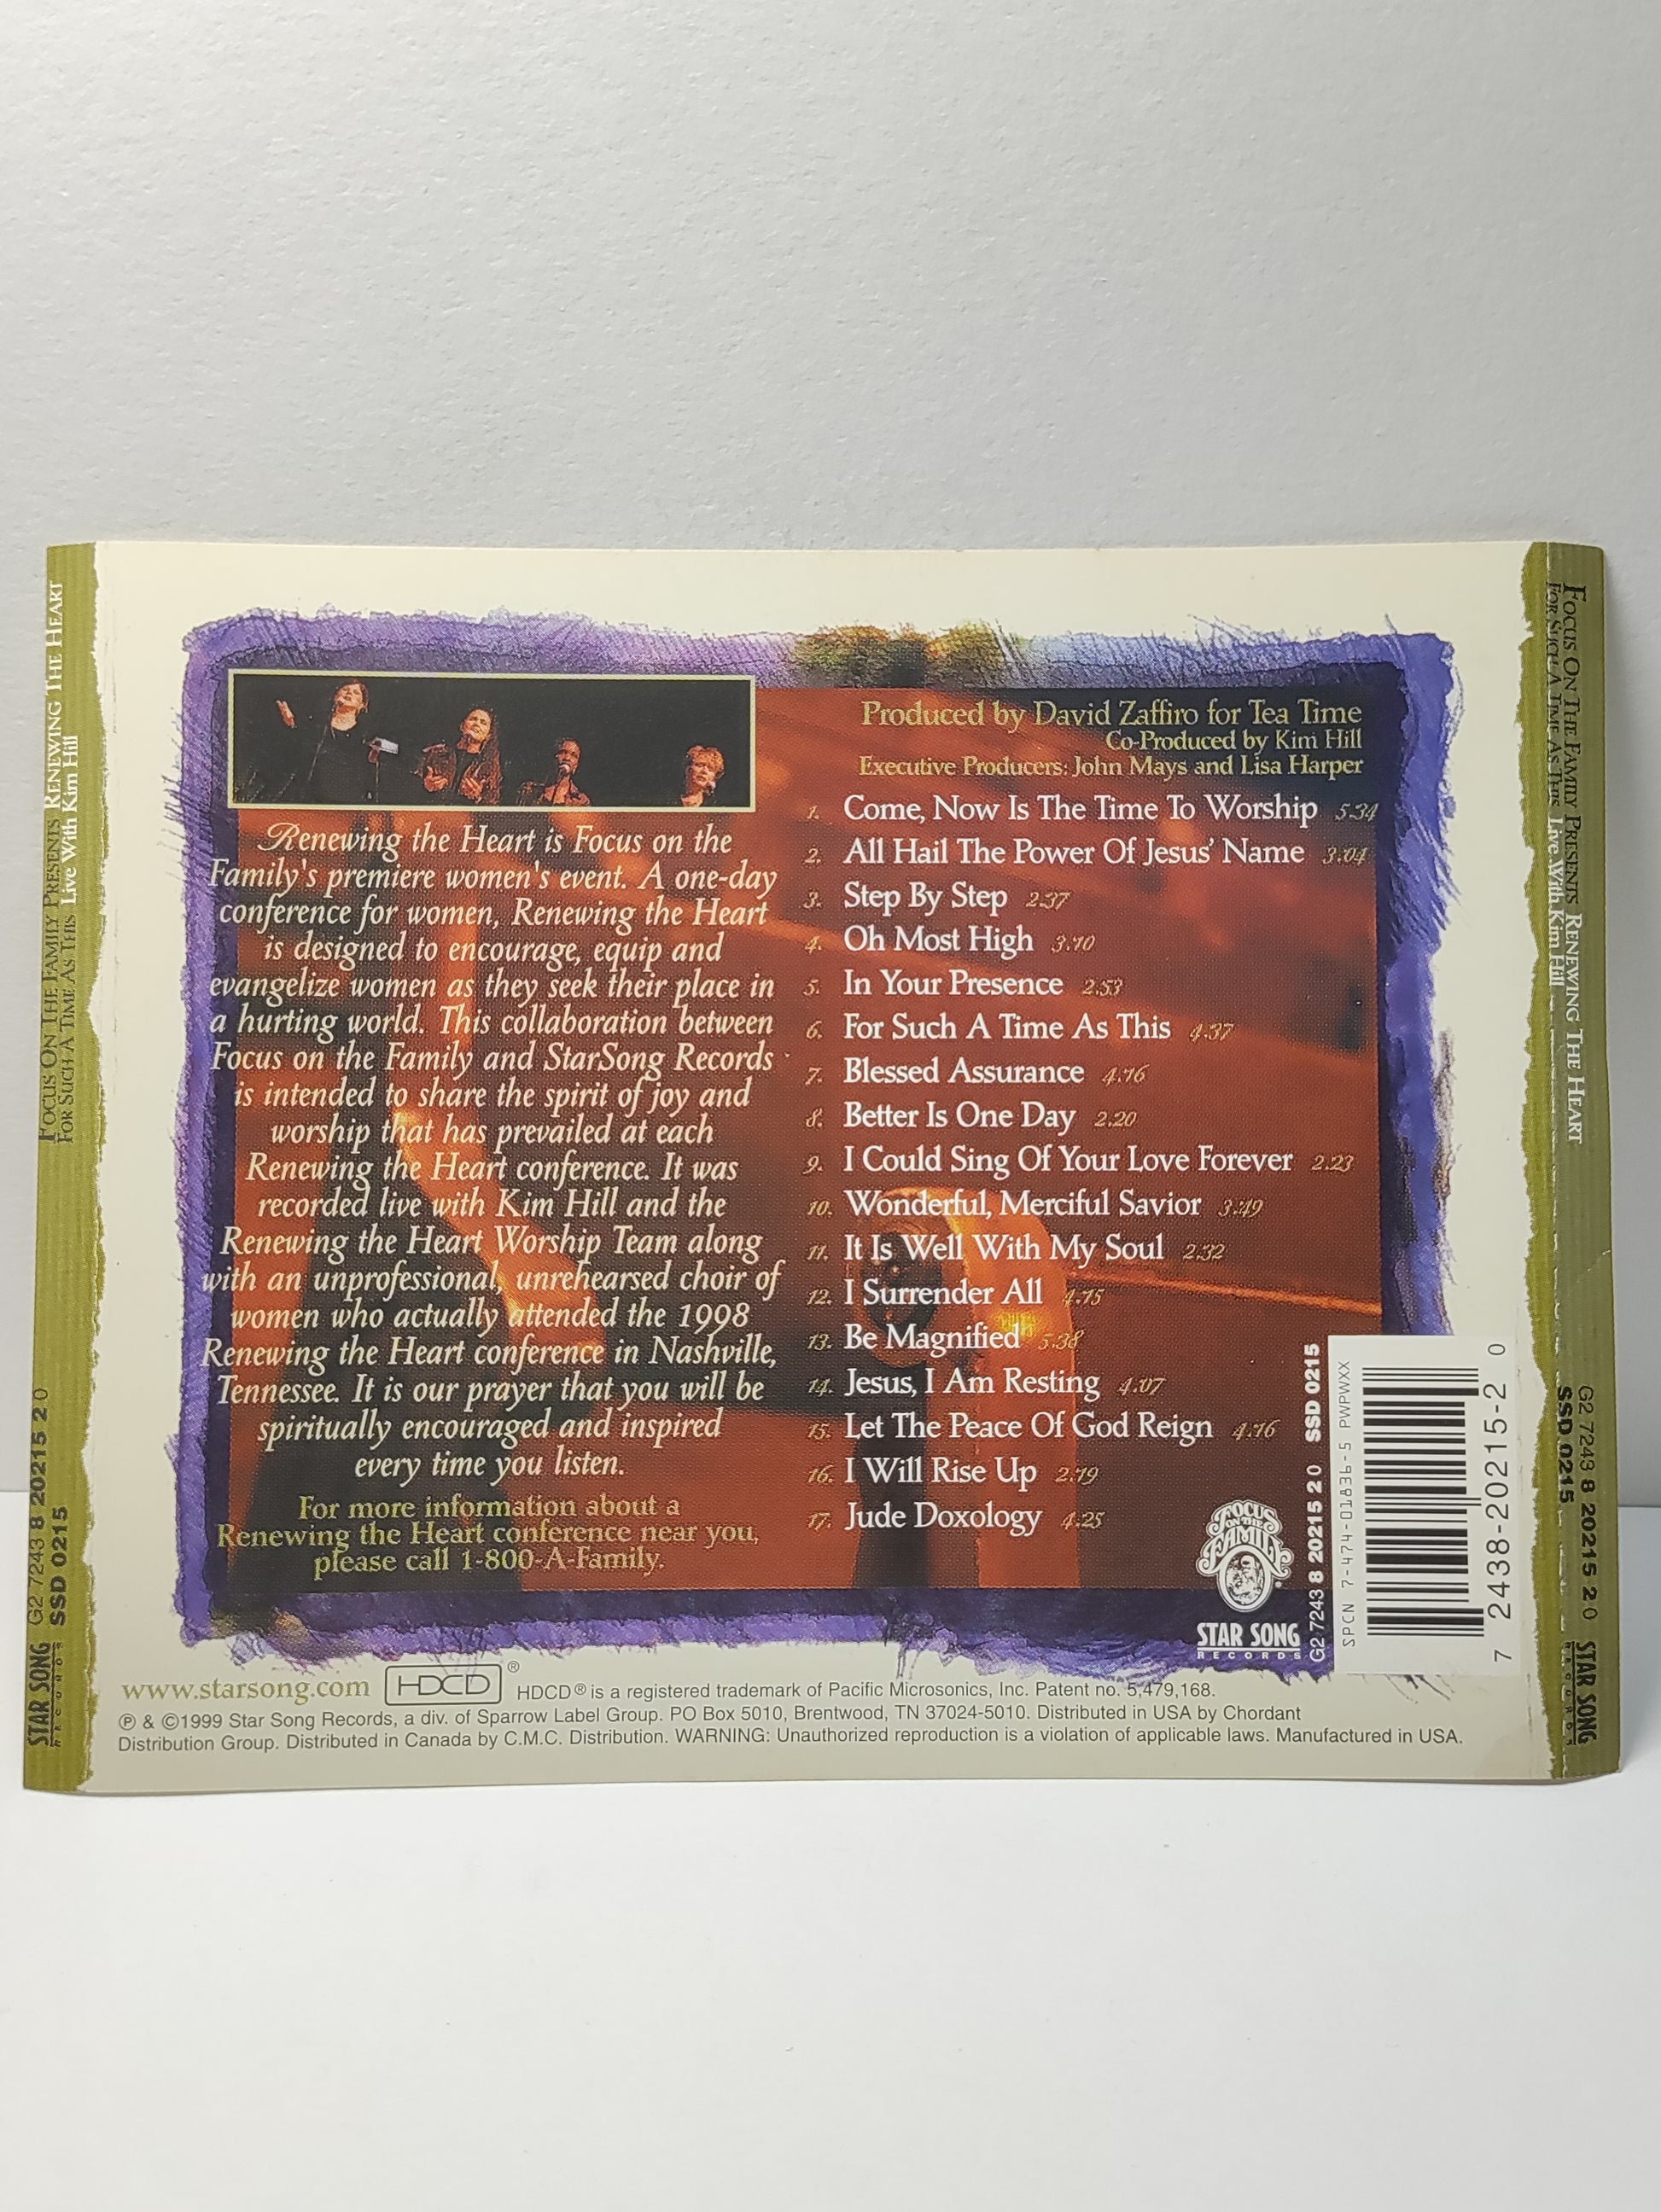 FOCUS ON THE FAMILY PRESENTS RENEWING THE HEART
FOR SUCH A TIME AS THIS Live With Kim Hill
G2 7243 8 20215 2 0
SSD 0215
STAR SONG
RECORDS
Renewing the Heart is Focus on the
Family's premiere women's event. A one-day
conference for women, Renewing the Heart
is designed to encourage, equip and
evangelize women as they seek their place in
a hurting world. This collaboration between
Focus on the Family and StarSong Records
is intended to share the spirit of joy and
worship that has prevailed at each
Renewing the Heart conference. It was
recorded live with Kim Hill and the
Renewing the Heart Worship Team along
with an unprofessional, unrehearsed choir of
women who actually attended the 1998
Renewing the Heart conference in Nashville,
Tennessee. It is our prayer that you will be
spiritually encouraged and inspired
every time you listen.
For more information about a
Renewing the Heart conference near you,
please call 1-800-A-Family.
Produced by David Zaffiro for Tea Time
Co-Produced by Kim Hill
Executive Producers: John Mays and Lisa Harper
1. Come, Now Is The Time To Worship 5:34
2. All Hail The Power Of Jesus' Name 3:04
3. Step By Step 2:37
4. Oh Most High 3:10
5. In Your Presence 2:53
6. For Such A Time As This 4:37
7. Blessed Assurance 4:16
8. Better Is One Day 2:20
9. I Could Sing Of Your Love Forever 2:23
10. Wonderful, Merciful Savior 3:49
11. It Is Well With My Soul 2:32
12. I Surrender All 4:15
13. Be Magnified 5:38
14. Jesus, I Am Resting 4:07
15. Let The Peace Of God Reign 4:16
16. I Will Rise Up 2:19
17. Jude Doxology 4:25
FOCUS
ON THE
FAMILY
STAR SONG
RECORDS
G2 7243 8 20215 2 0 SSD 0215
SPCN 7-474-01836-5 PWPWXX
7 2438-20215-2 0
www.starsong.com HDCD® HDCD® is a registered trademark of Pacific Microsonics, Inc. Patent no. 5,479,168.
℗ & ©1999 Star Song Records, a div. of Sparrow Label Group. PO Box 5010, Brentwood, TN 37024-5010. Distributed in USA by Chordant
Distribution Group. Distributed in Canada by C.M.C. Distribution. WARNING: Unauthorized reproduction is a violation of applicable laws. Manufactured in USA.
FOCUS ON THE FAMILY PRESENTS RENEWING THE HEART
FOR SUCH A TIME AS THIS Live With Kim Hill
G2 7243 8 20215 2 0
SSD 0215
STAR SONG
RECORDS